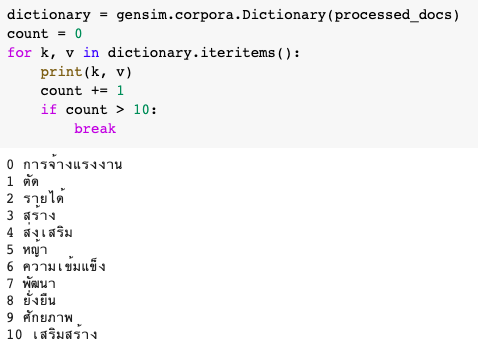 dictionary = gensim.corpora.Dictionary(processed_docs)
count = 0
for k, v in dictionary.iteritems():
    print(k, v)
    count += 1
    if count > 10:
        break
0 การจ้างแรงงาน
1 ตัด
2 รายได้
3 สร้าง
4 ส่งเสริม
5 หญ้า
6 ความเข้มแข็ง
7 พัฒนา
8 ยั่งยืน
9 ศักยภาพ
10 เสริมสร้าง